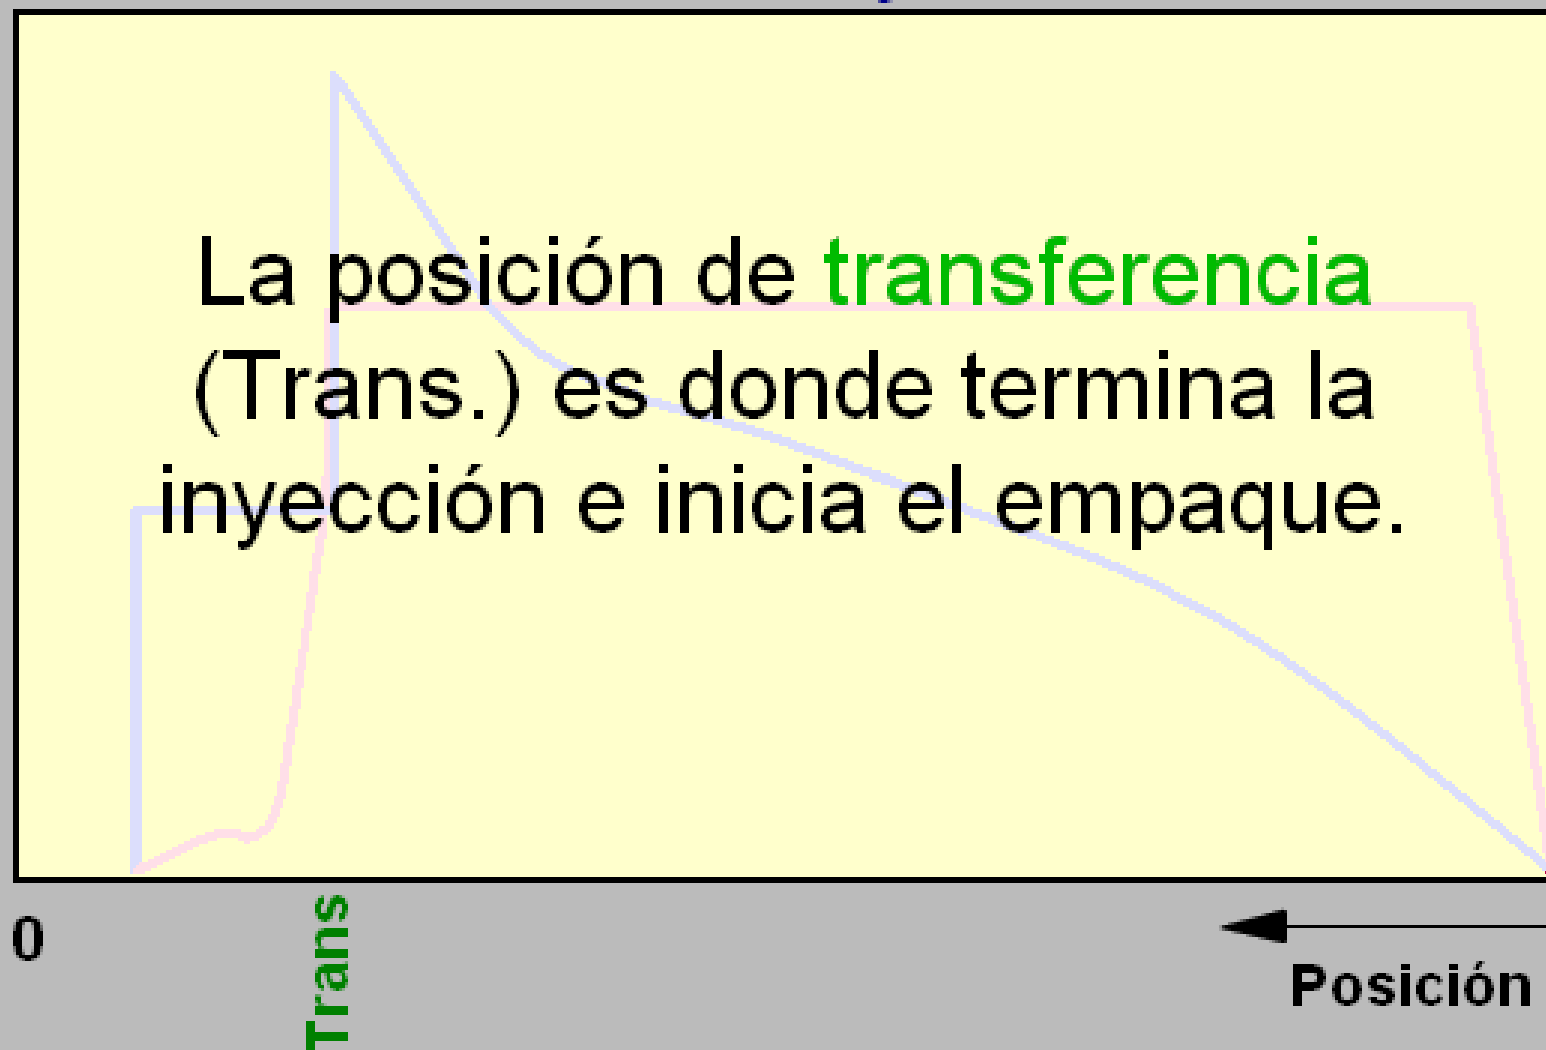 La posición de transferencia
(Trans.) es donde termina la
inyección e inicia el empaque.
0
Trans
Posición